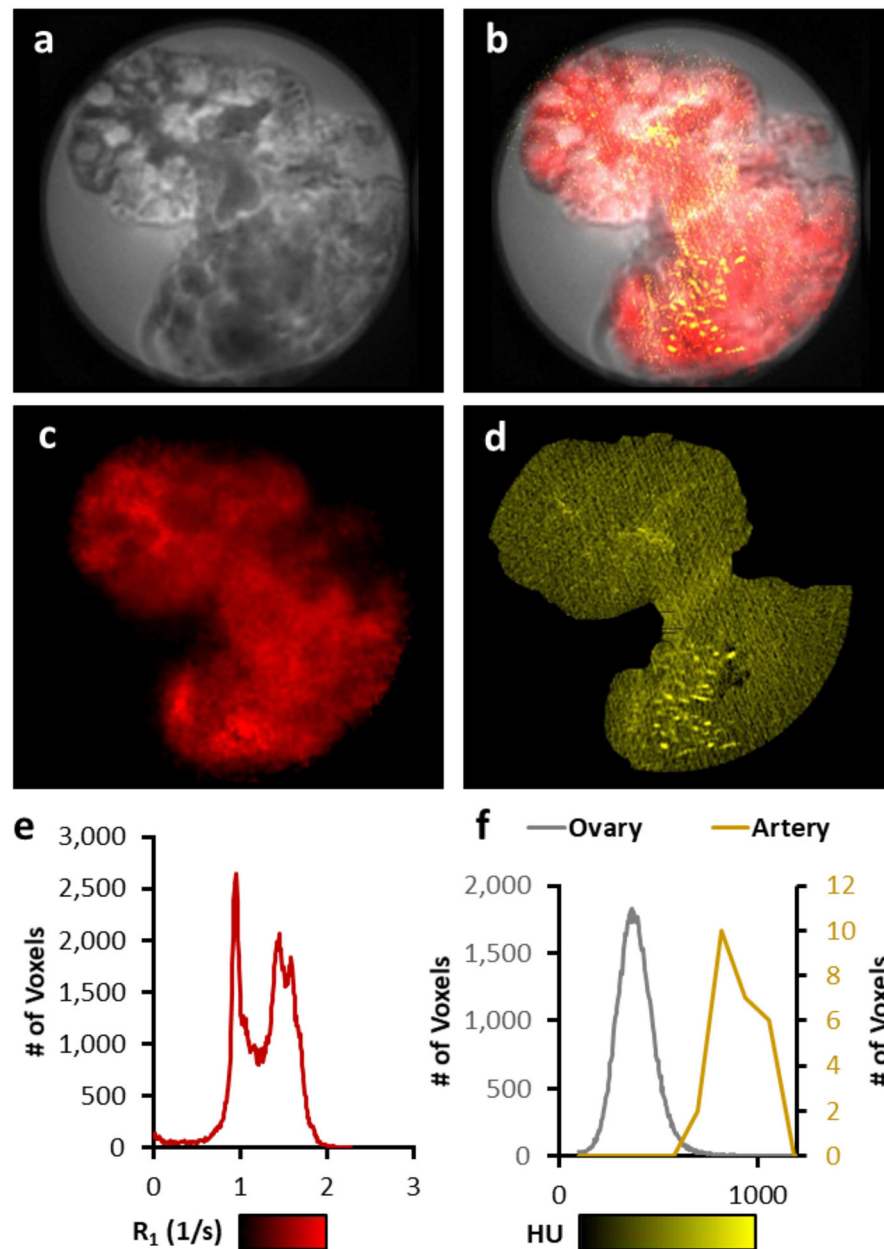 a
b
c
d
e
3,000
2,500
2,000
1,500
1,000
500
0
# of Voxels
0 1 2 3
R₁ (1/s)
f
Ovary Artery
2,000
1,500
1,000
500
0
# of Voxels
12
10
8
6
4
2
0
# of Voxels
0 1000
HU